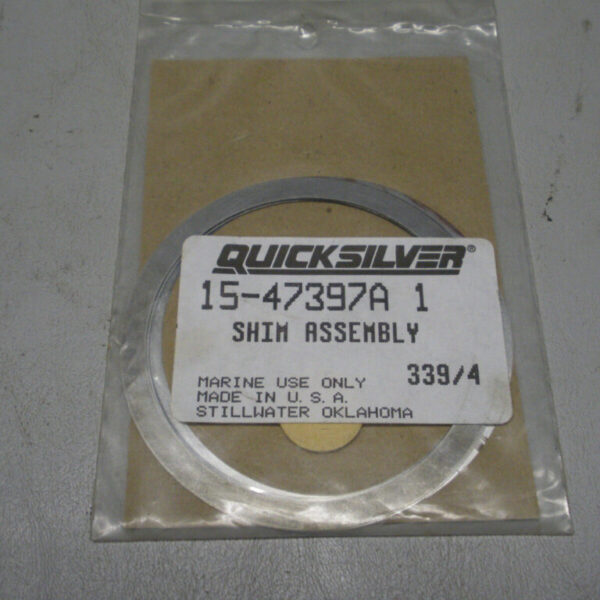 QUICKSILVER®
15-47397A 1
SHIM ASSEMBLY
339/4
MARINE USE ONLY
MADE IN U. S. A.
STILLWATER OKLAHOMA